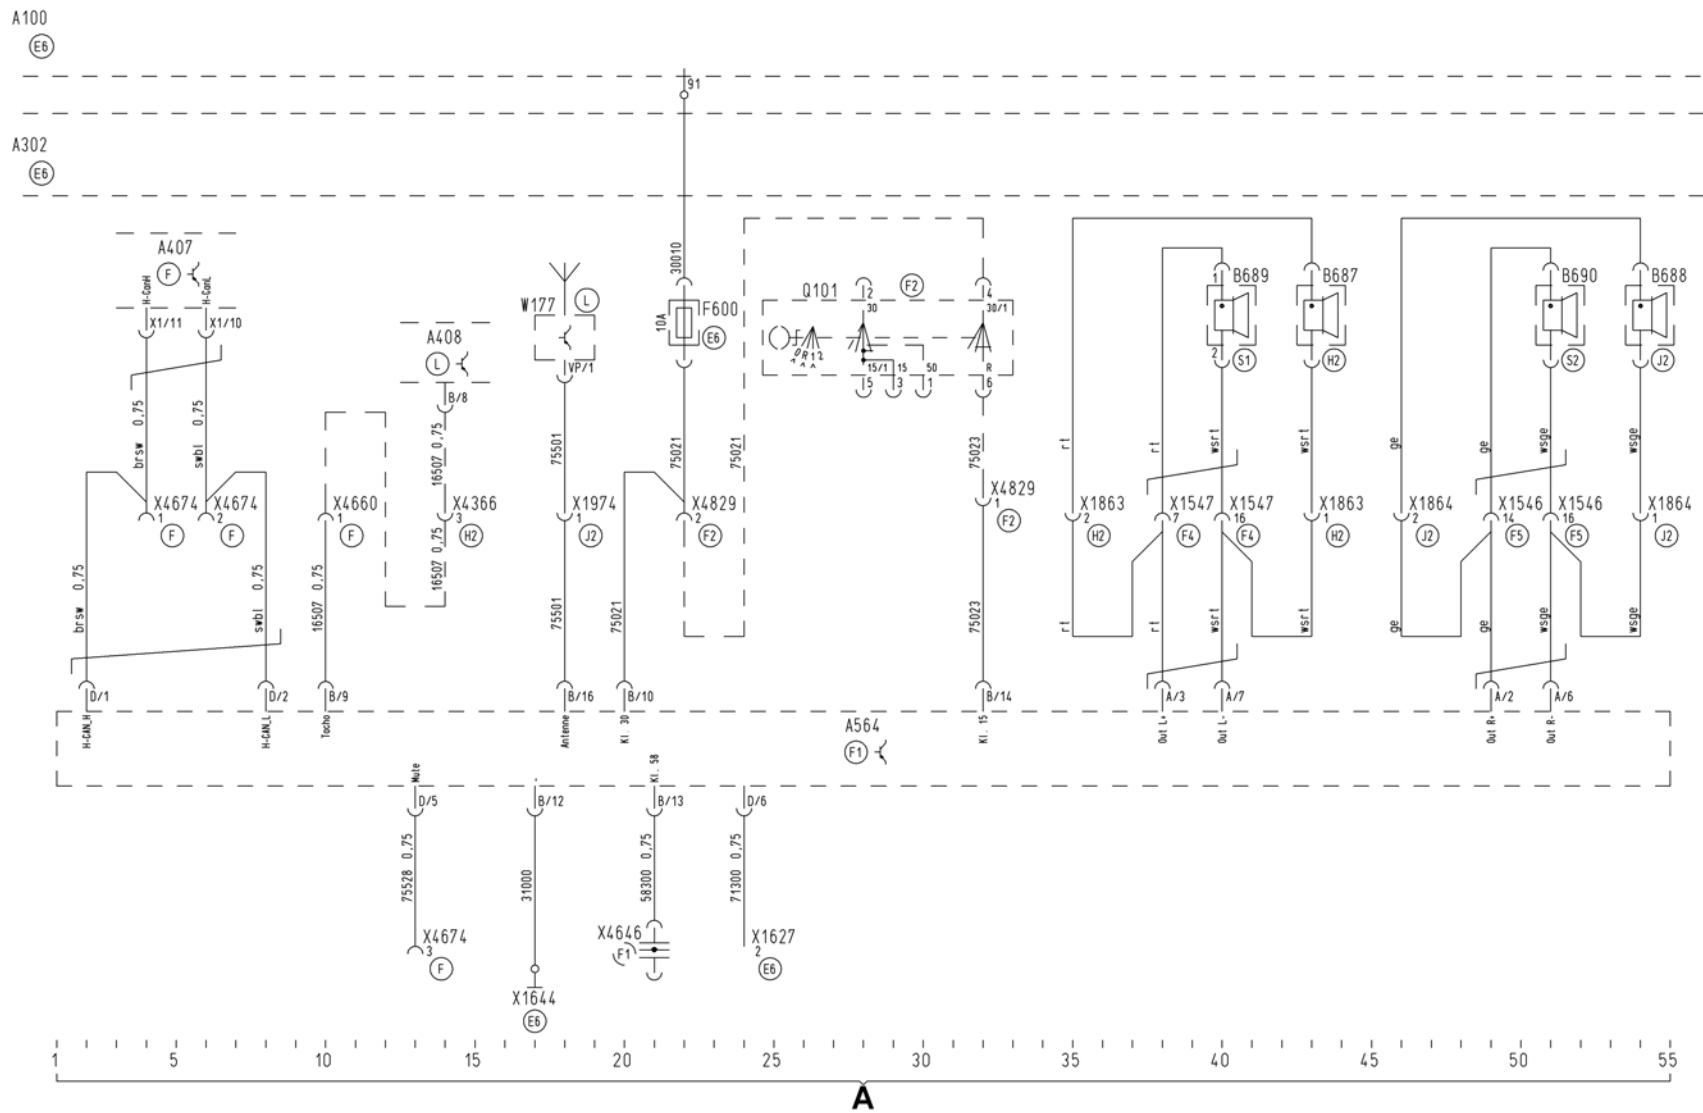 A100
E6
91
A302
E6
A407
F
H-CanH
H-CanL
X1/11
X1/10
A408
L
B/8
W177
L
VP/1
30010
F600
10A
E6
Q101
F2
2
30
4
30/1
0 R 1 2
15/1
15
50
R
5
3
1
6
1
B689
B687
2
S1
H2
B690
B688
S2
J2
brsw 0,75
swbl 0,75
16507 0,75
75501
75021
75021
75023
rt
rt
wsrt
wsrt
ge
ge
wsge
wsge
X4674
1
F
X4674
2
F
X4660
1
F
X4366
3
H2
X1974
1
J2
X4829
2
F2
X4829
1
F2
X1863
2
H2
X1547
7
F4
X1547
16
F4
X1863
1
H2
X1864
2
J2
X1546
14
F5
X1546
16
F5
X1864
1
J2
brsw 0,75
swbl 0,75
16507 0,75
16507 0,75
75501
75021
75023
rt
rt
wsrt
wsrt
ge
ge
wsge
wsge
D/1
D/2
B/9
B/16
B/10
B/14
A/3
A/7
A/2
A/6
H-CAN_H
H-CAN_L
Tacho
Antenne
Kl. 30
A564
F1
Kl. 15
Out L+
Out L-
Out R+
Out R-
Mute
-
Kl. 58
D/5
B/12
B/13
D/6
75528 0,75
31000
58300 0,75
71300 0,75
X4674
3
F
X4646
F1
X1627
2
E6
X1644
E6
1 5 10 15 20 25 30 35 40 45 50 55
A